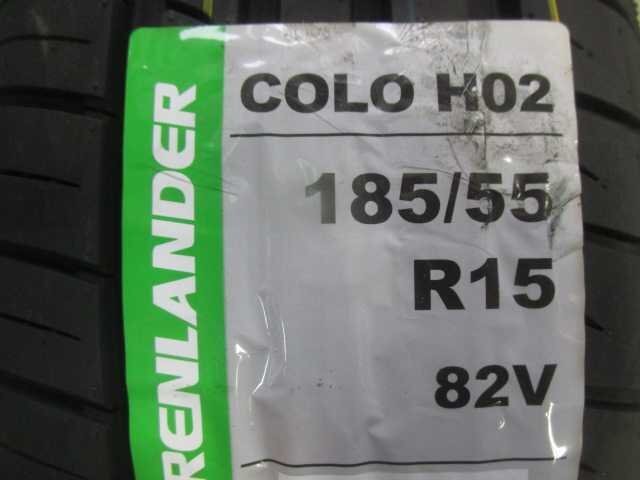 RENLANDER
COLO H02
185/55
R15
82V